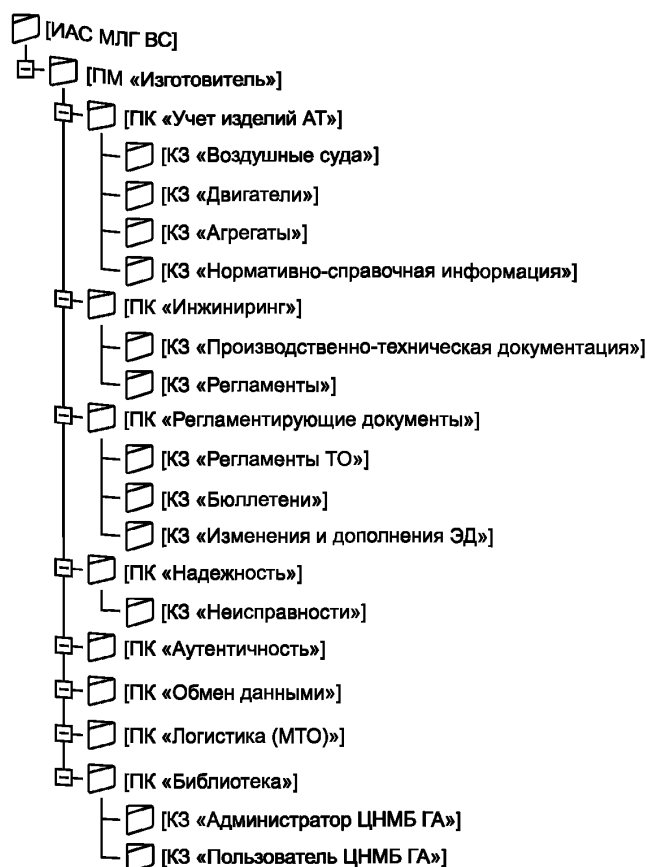 [ИАС МЛГ ВС]
[ПМ «Изготовитель»]
[ПК «Учет изделий АТ»]
[КЗ «Воздушные суда»]
[КЗ «Двигатели»]
[КЗ «Агрегаты»]
[КЗ «Нормативно-справочная информация»]
[ПК «Инжиниринг»]
[КЗ «Производственно-техническая документация»]
[КЗ «Регламенты»]
[ПК «Регламентирующие документы»]
[КЗ «Регламенты ТО»]
[КЗ «Бюллетени»]
[КЗ «Изменения и дополнения ЭД»]
[ПК «Надежность»]
[КЗ «Неисправности»]
[ПК «Аутентичность»]
[ПК «Обмен данными»]
[ПК «Логистика (МТО)»]
[ПК «Библиотека»]
[КЗ «Администратор ЦНМБ ГА»]
[КЗ «Пользователь ЦНМБ ГА»]